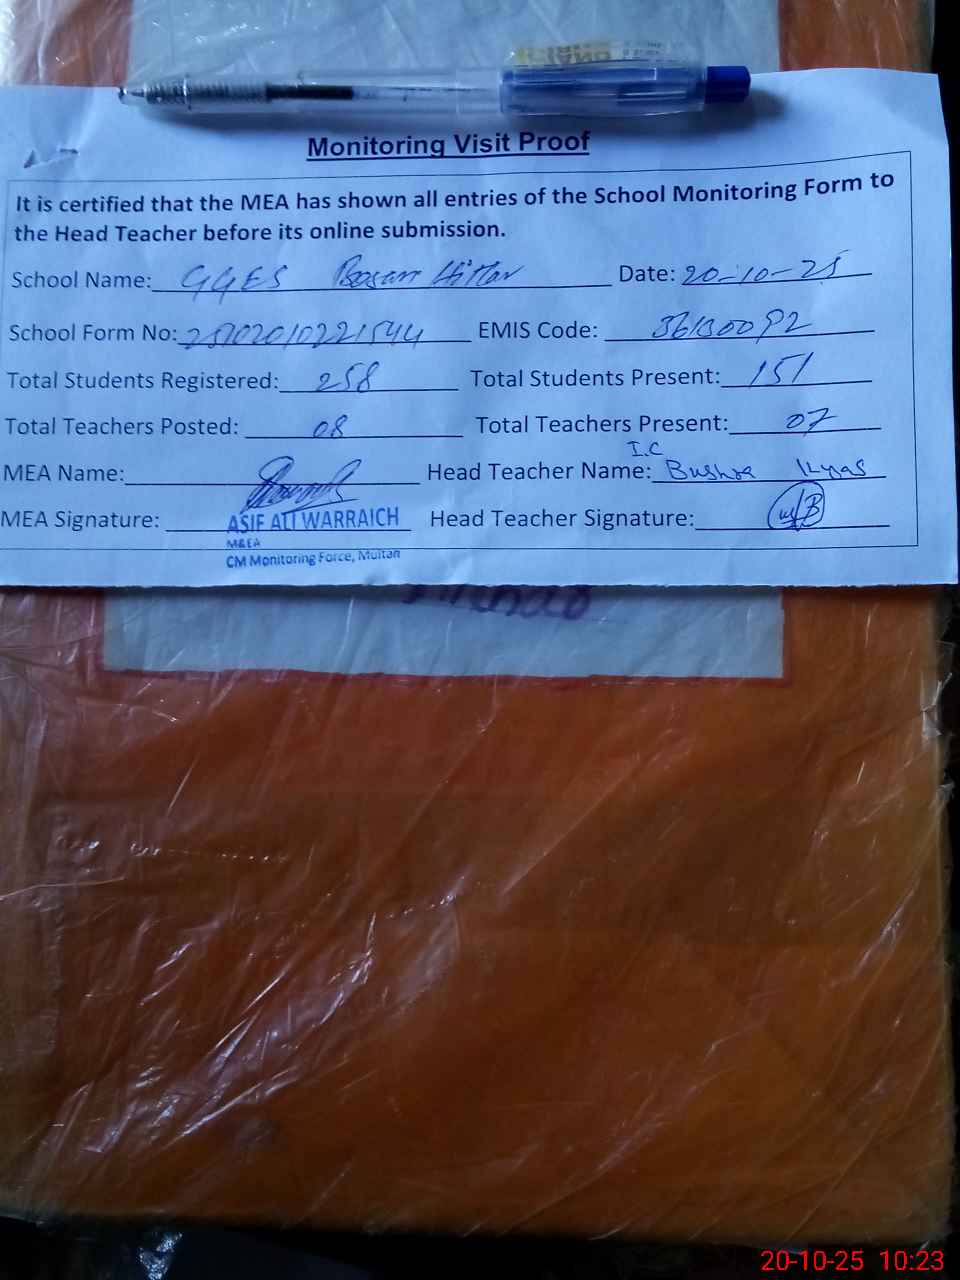 Monitoring Visit Proof
It is certified that the MEA has shown all entries of the School Monitoring Form to
the Head Teacher before its online submission.
School Name: GGES Bosan Hittar Date: 20-10-25
School Form No: 25102010221544 EMIS Code: 36130092
Total Students Registered: 258 Total Students Present: 151
Total Teachers Posted: 08 Total Teachers Present: 07
I.C
MEA Name: Head Teacher Name: Bushra Ilyas
MEA Signature: Head Teacher Signature:
ASIF ALI WARRAICH
M&EA
CM Monitoring Force, Multan
20-10-25 10:23